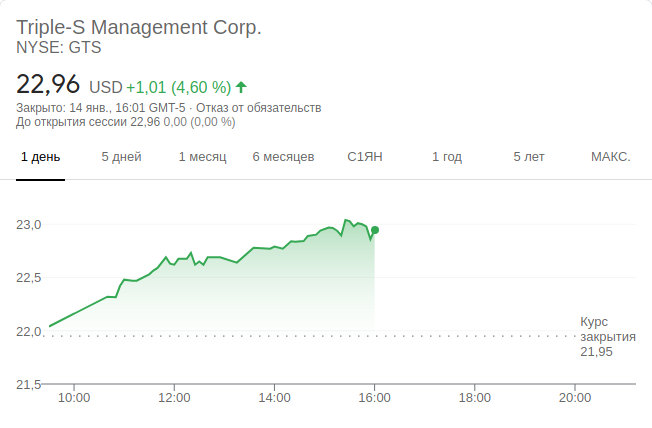 Triple-S Management Corp.
NYSE: GTS
22,96 USD +1,01 (4,60 %)
Закрыто: 14 янв., 16:01 GMT-5 · Отказ от обязательств
До открытия сессии 22,96 0,00 (0,00 %)
1 день 5 дней 1 месяц 6 месяцев С1ЯН 1 год 5 лет МАКС.
23,0
22,5
22,0
21,5
Курс
закрытия
21,95
10:00 12:00 14:00 16:00 18:00 20:00